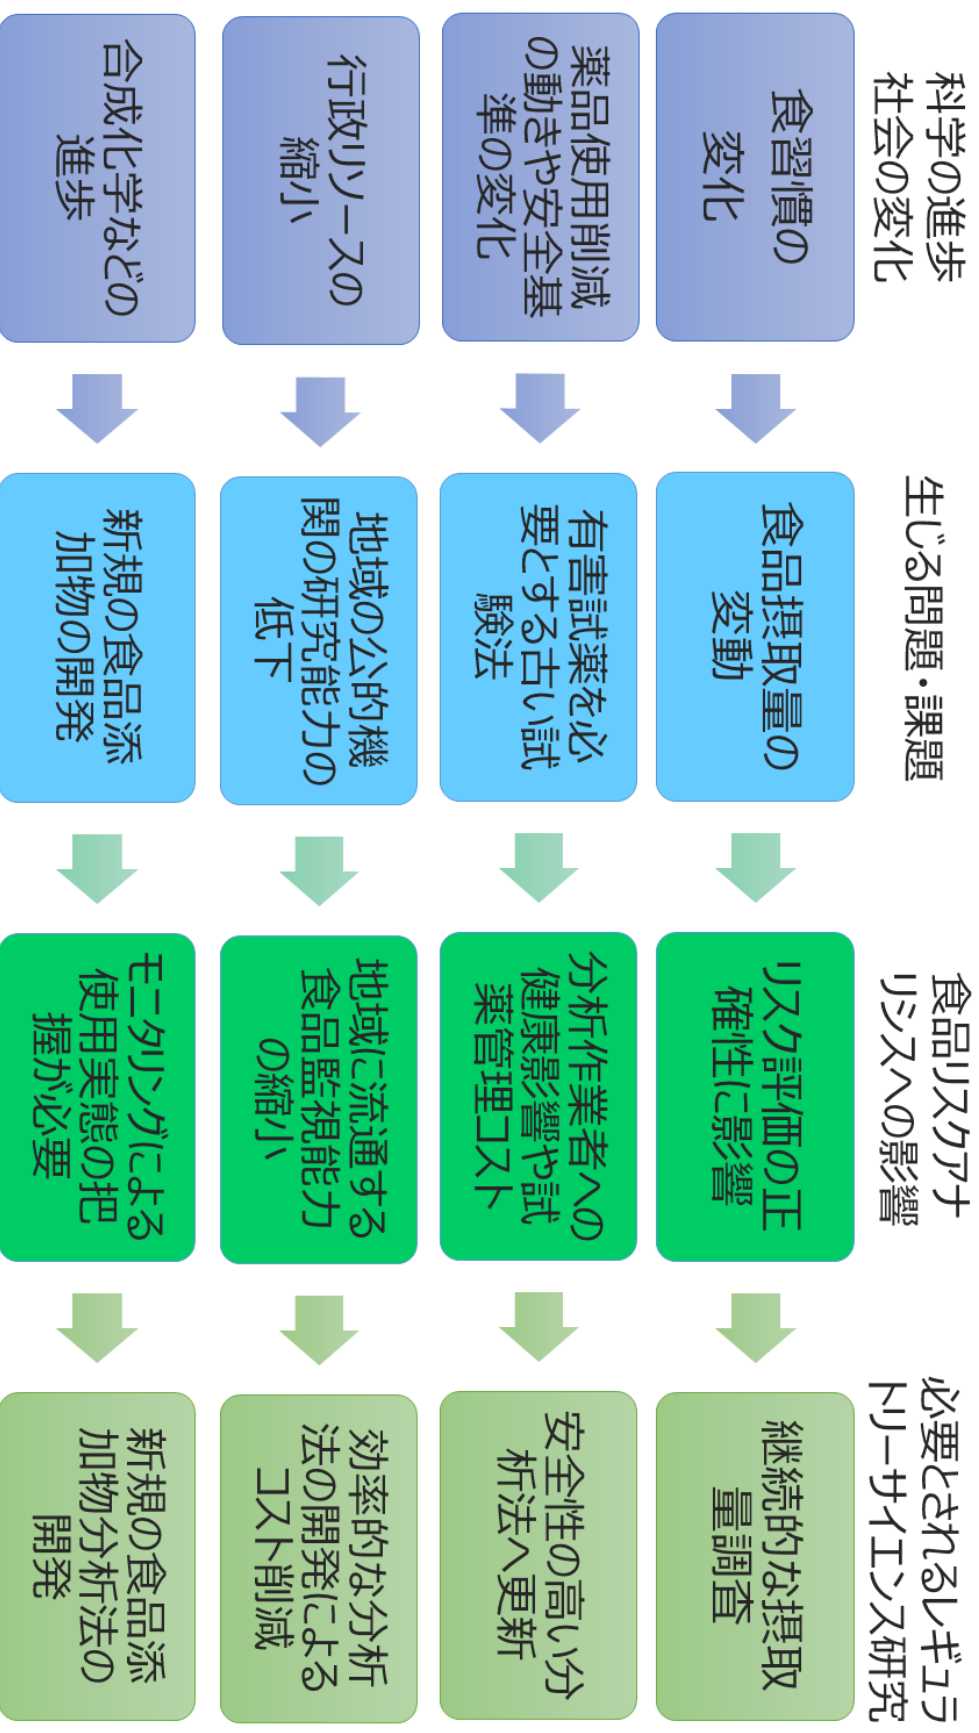 科学の進歩
社会の変化
生じる問題・課題
食品リスクアナ
リシスへの影響
必要とされるレギュラ
トリーサイエンス研究
食習慣の
変化
食品摂取量の
変動
リスク評価の正
確性に影響
継続的な摂取
量調査
薬品使用削減
の動きや安全基
準の変化
有害試薬を必
要とする古い試
験法
分析作業者への
健康影響や試
薬管理コスト
安全性の高い分
析法へ更新
行政リソースの
縮小
地域の公的機
関の研究能力の
低下
地域に流通する
食品監視能力
の縮小
効率的な分析
法の開発による
コスト削減
合成化学などの
進歩
新規の食品添
加物の開発
モニタリングによる
使用実態の把
握が必要
新規の食品添
加物分析法の
開発